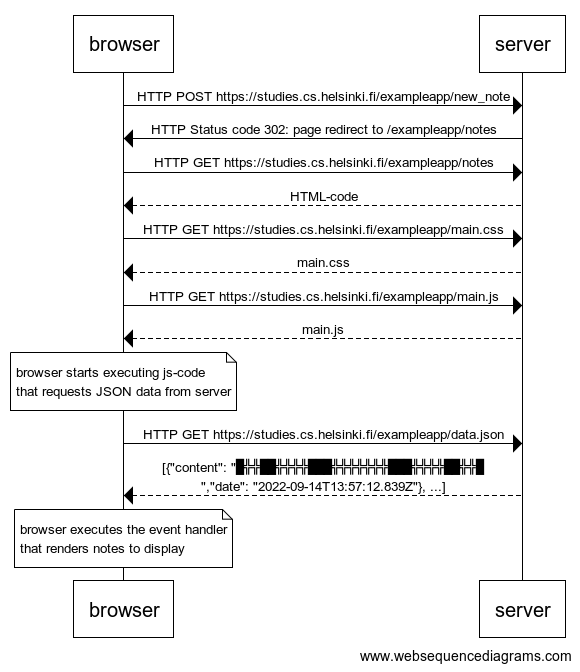 browser server
HTTP POST https://studies.cs.helsinki.fi/exampleapp/new_note
HTTP Status code 302: page redirect to /exampleapp/notes
HTTP GET https://studies.cs.helsinki.fi/exampleapp/notes
HTML-code
HTTP GET https://studies.cs.helsinki.fi/exampleapp/main.css
main.css
HTTP GET https://studies.cs.helsinki.fi/exampleapp/main.js
main.js
browser starts executing js-code
that requests JSON data from server
HTTP GET https://studies.cs.helsinki.fi/exampleapp/data.json
[{"content": "
","date": "2022-09-14T13:57:12.839Z"}, ...]
browser executes the event handler
that renders notes to display
browser server
www.websequencediagrams.com